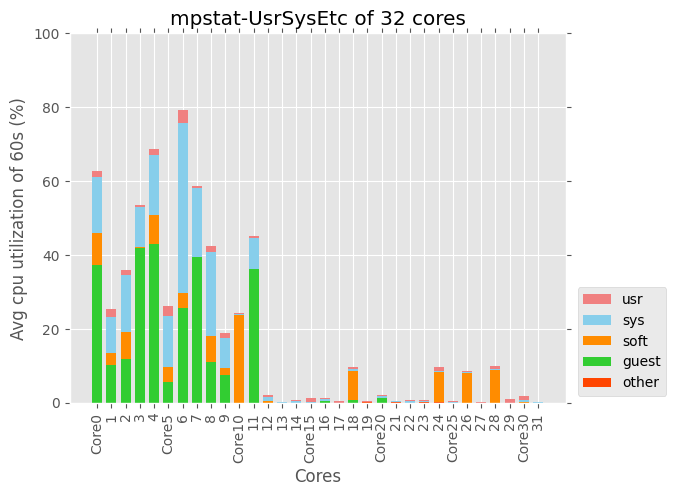 mpstat-UsrSysEtc of 32 cores
Avg cpu utilization of 60s (%)
100
80
60
40
20
0
Core0
1
2
3
4
Core5
6
7
8
9
Core10
11
12
13
14
Core15
16
17
18
19
Core20
21
22
23
24
Core25
26
27
28
29
Core30
31
Cores
usr
sys
soft
guest
other